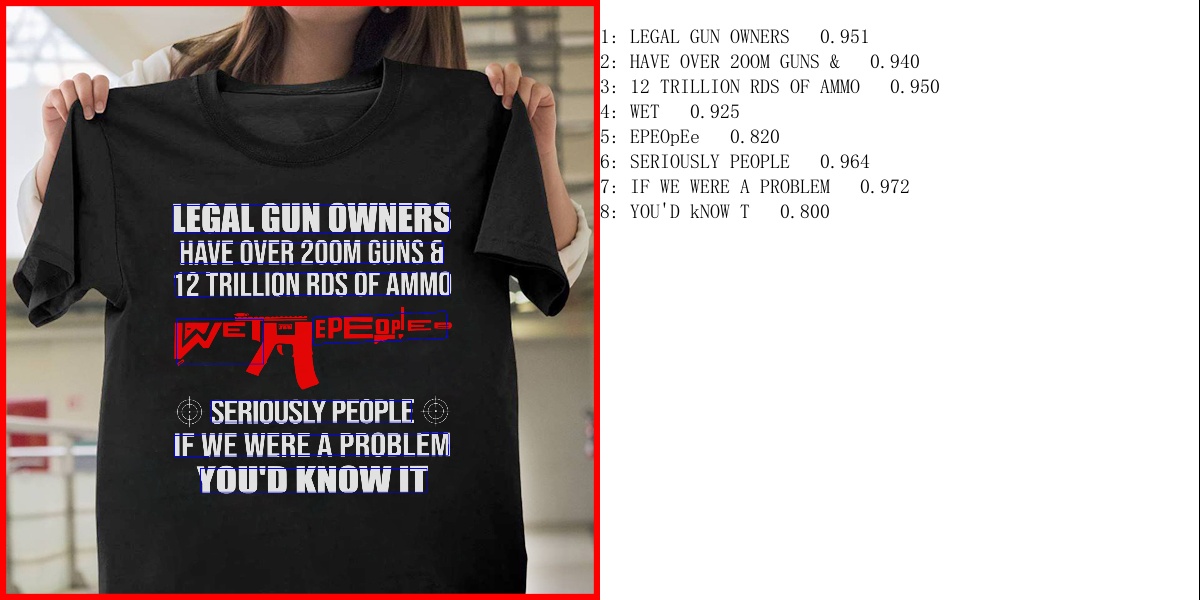 LEGAL GUN OWNERS
HAVE OVER 200M GUNS &
12 TRILLION RDS OF AMMO
WE THE PEOPLE
SERIOUSLY PEOPLE
IF WE WERE A PROBLEM
YOU'D KNOW IT
1: LEGAL GUN OWNERS 0.951
2: HAVE OVER 200M GUNS & 0.940
3: 12 TRILLION RDS OF AMMO 0.950
4: WET 0.925
5: EPEOpEe 0.820
6: SERIOUSLY PEOPLE 0.964
7: IF WE WERE A PROBLEM 0.972
8: YOU'D kNOW T 0.800